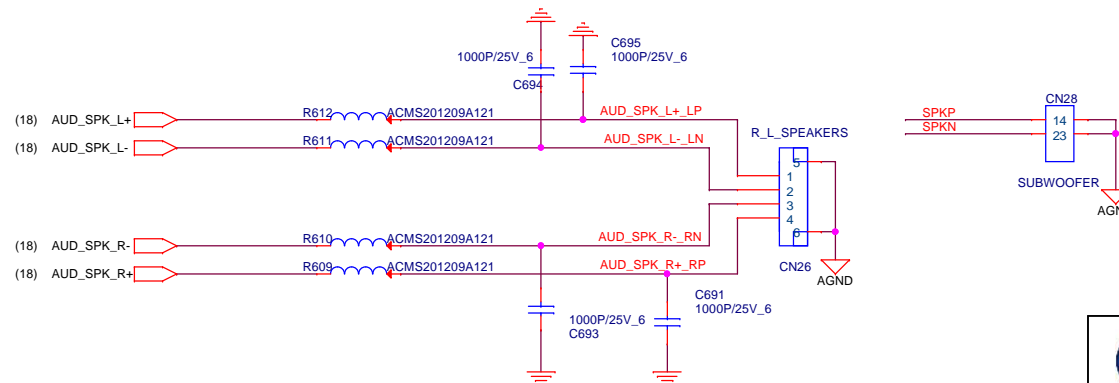 C695
1000P/25V_6
1000P/25V_6
C694
(18) AUD_SPK_L+
R612
ACMS201209A121
AUD_SPK_L+_LP
(18) AUD_SPK_L-
R611
ACMS201209A121
AUD_SPK_L-_LN
R_L_SPEAKERS
5
1
2
3
4
6
CN26
AGND
(18) AUD_SPK_R-
R610
ACMS201209A121
AUD_SPK_R-_RN
(18) AUD_SPK_R+
R609
ACMS201209A121
AUD_SPK_R+_RP
1000P/25V_6
C693
C691
1000P/25V_6
CN28
SPKP
14
SPKN
23
SUBWOOFER